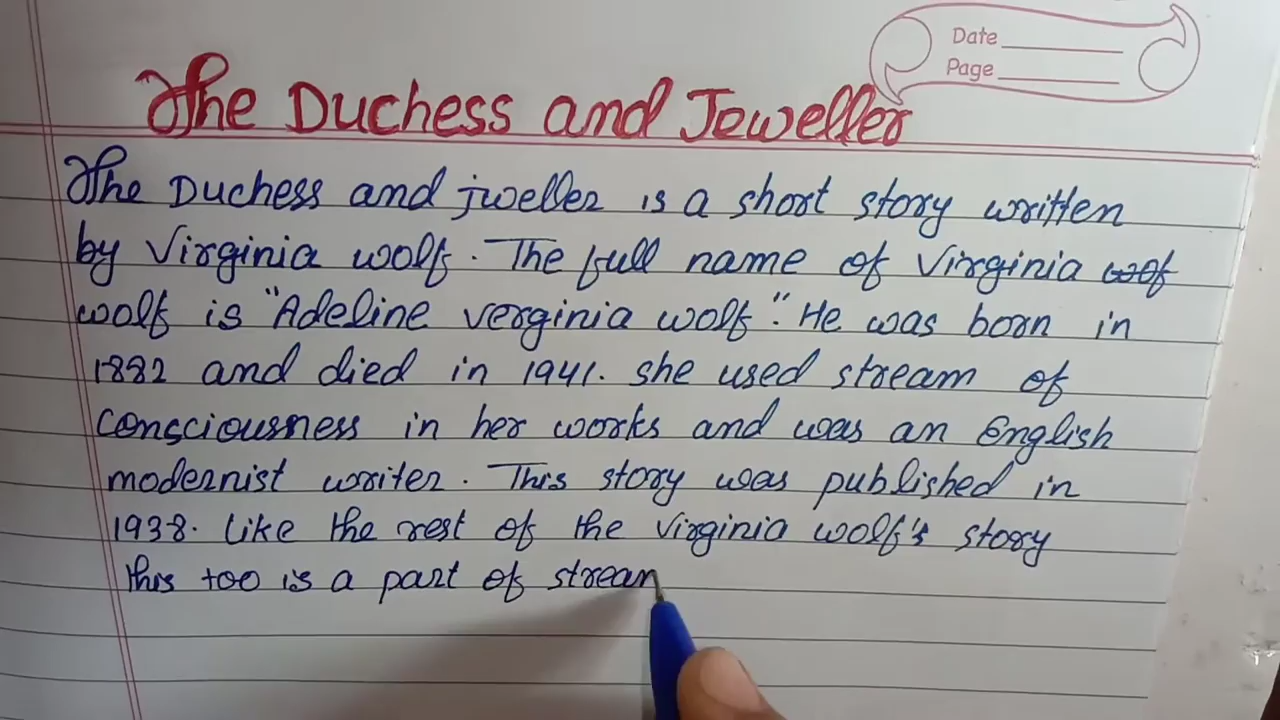 Date
Page
The Duchess and Jeweller
The Duchess and jweller is a short story written
by Virginia wolf. The full name of Virginia wof
wolf is "Adeline verginia wolf". He was born in
1882 and died in 1941. she used stream of
consciousness in her works and was an English
modernist writer. This story was published in
1938. Like the rest of the Virginia wolf's story
this too is a part of stream